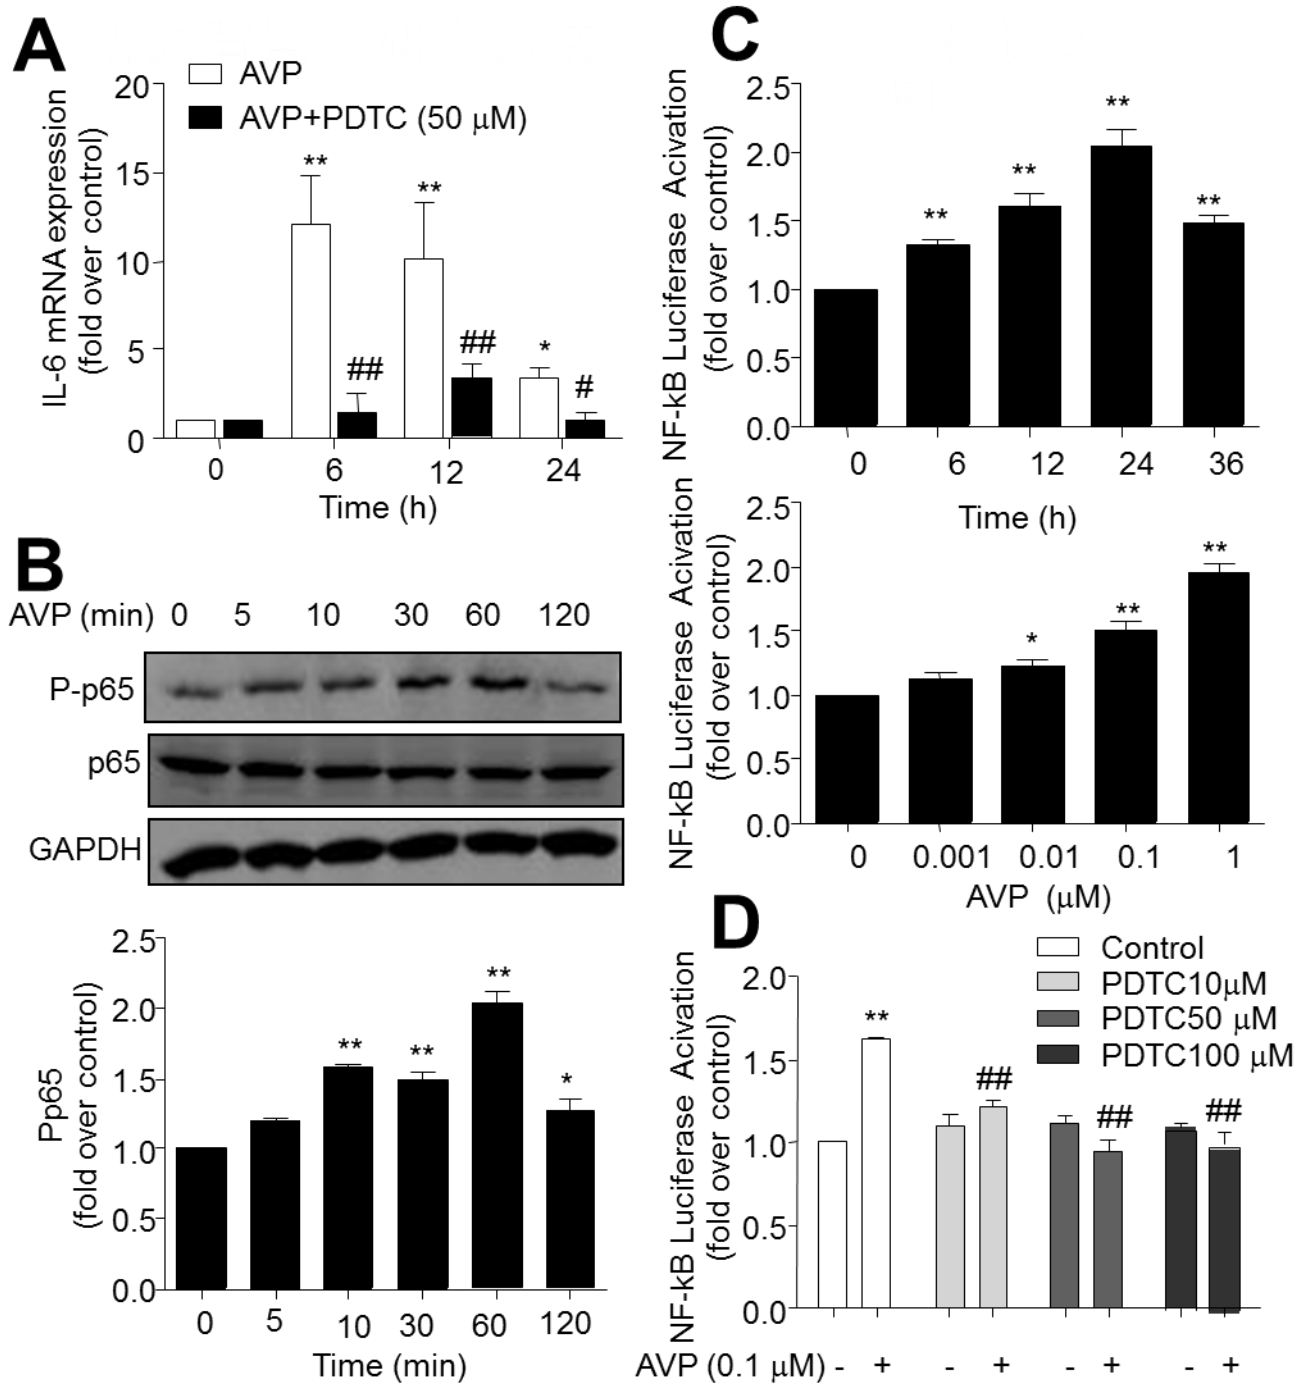 A
AVP
AVP+PDTC (50 μM)
IL-6 mRNA expression
(fold over control)
20
15
10
5
0
**
**
*
##
##
#
0 6 12 24
Time (h)
B
AVP (min) 0 5 10 30 60 120
P-p65
p65
GAPDH
Pp65
(fold over control)
2.5
2.0
1.5
1.0
0.5
0.0
**
**
**
*
0 5 10 30 60 120
Time (min)
C
NF-kB Luciferase Acivation
(fold over control)
2.5
2.0
1.5
1.0
0.5
0.0
**
**
**
**
0 6 12 24 36
Time (h)
NF-kB Luciferase Acivation
(fold over control)
2.5
2.0
1.5
1.0
0.5
0.0
*
**
**
0 0.001 0.01 0.1 1
AVP (μM)
D
Control
PDTC10μM
PDTC50 μM
PDTC100 μM
NF-kB Luciferase Acivation
(fold over control)
2.0
1.5
1.0
0.5
0.0
**
##
##
##
AVP (0.1 μM) - + - + - + - +